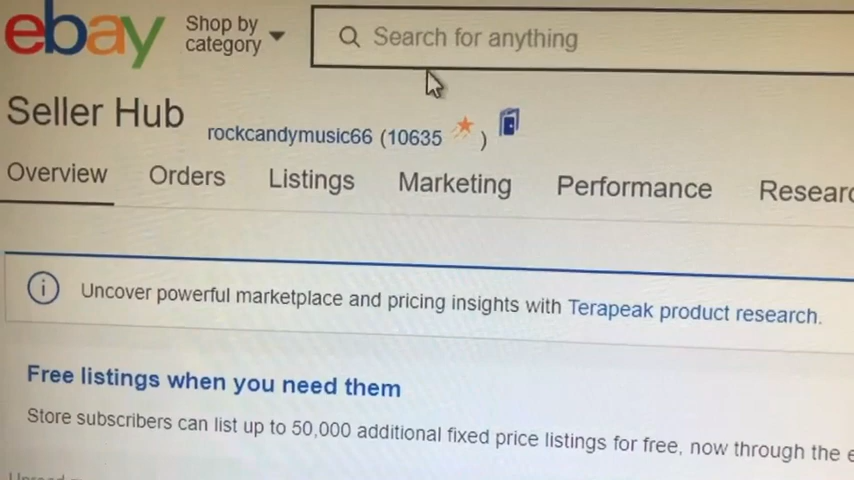 ebay
Shop by
category
Search for anything
Seller Hub
rockcandymusic66 (10635 )
Overview Orders Listings Marketing Performance
Uncover powerful marketplace and pricing insights with Terapeak product research.
Free listings when you need them
Store subscribers can list up to 50,000 additional fixed price listings for free, now through the